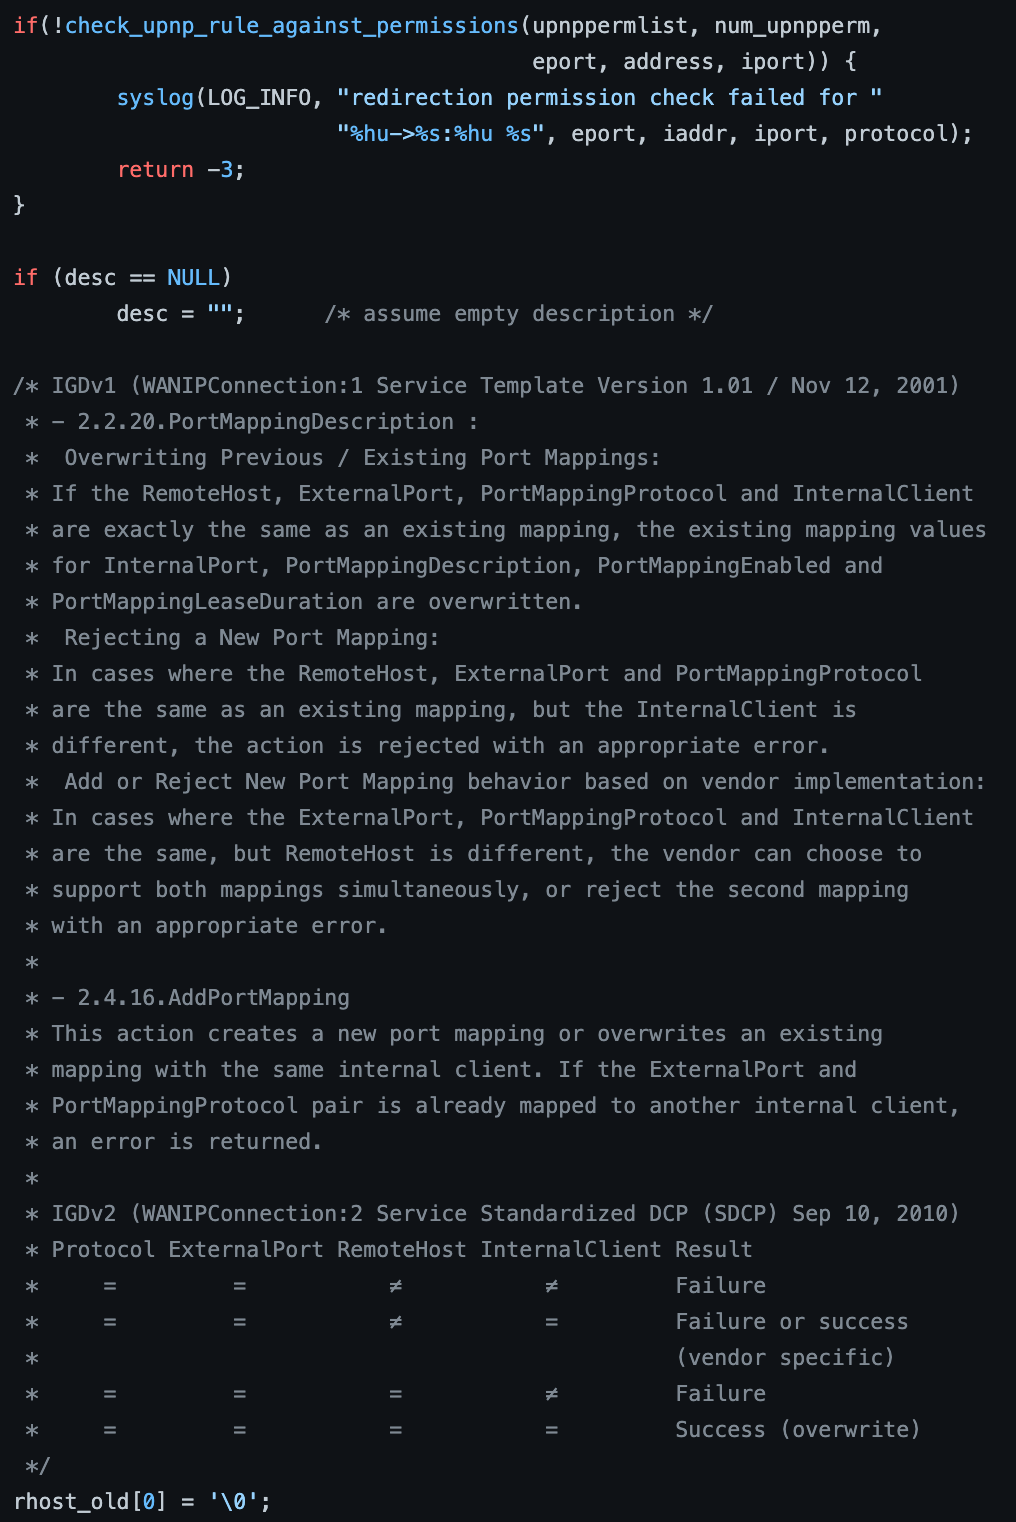 if(!check_upnp_rule_against_permissions(upnppermlist, num_upnpperm,
                                        eport, address, iport)) {
        syslog(LOG_INFO, "redirection permission check failed for "
                         "%hu->%s:%hu %s", eport, iaddr, iport, protocol);
        return -3;
}

if (desc == NULL)
        desc = "";      /* assume empty description */

/* IGDv1 (WANIPConnection:1 Service Template Version 1.01 / Nov 12, 2001)
 * - 2.2.20.PortMappingDescription :
 *  Overwriting Previous / Existing Port Mappings:
 * If the RemoteHost, ExternalPort, PortMappingProtocol and InternalClient
 * are exactly the same as an existing mapping, the existing mapping values
 * for InternalPort, PortMappingDescription, PortMappingEnabled and
 * PortMappingLeaseDuration are overwritten.
 *  Rejecting a New Port Mapping:
 * In cases where the RemoteHost, ExternalPort and PortMappingProtocol
 * are the same as an existing mapping, but the InternalClient is
 * different, the action is rejected with an appropriate error.
 *  Add or Reject New Port Mapping behavior based on vendor implementation:
 * In cases where the ExternalPort, PortMappingProtocol and InternalClient
 * are the same, but RemoteHost is different, the vendor can choose to
 * support both mappings simultaneously, or reject the second mapping
 * with an appropriate error.
 *
 * - 2.4.16.AddPortMapping
 * This action creates a new port mapping or overwrites an existing
 * mapping with the same internal client. If the ExternalPort and
 * PortMappingProtocol pair is already mapped to another internal client,
 * an error is returned.
 *
 * IGDv2 (WANIPConnection:2 Service Standardized DCP (SDCP) Sep 10, 2010)
 * Protocol ExternalPort RemoteHost InternalClient Result
 *     =         =           ≠           ≠         Failure
 *     =         =           ≠           =         Failure or success
 *                                                 (vendor specific)
 *     =         =           =           ≠         Failure
 *     =         =           =           =         Success (overwrite)
 */
rhost_old[0] = '\0';